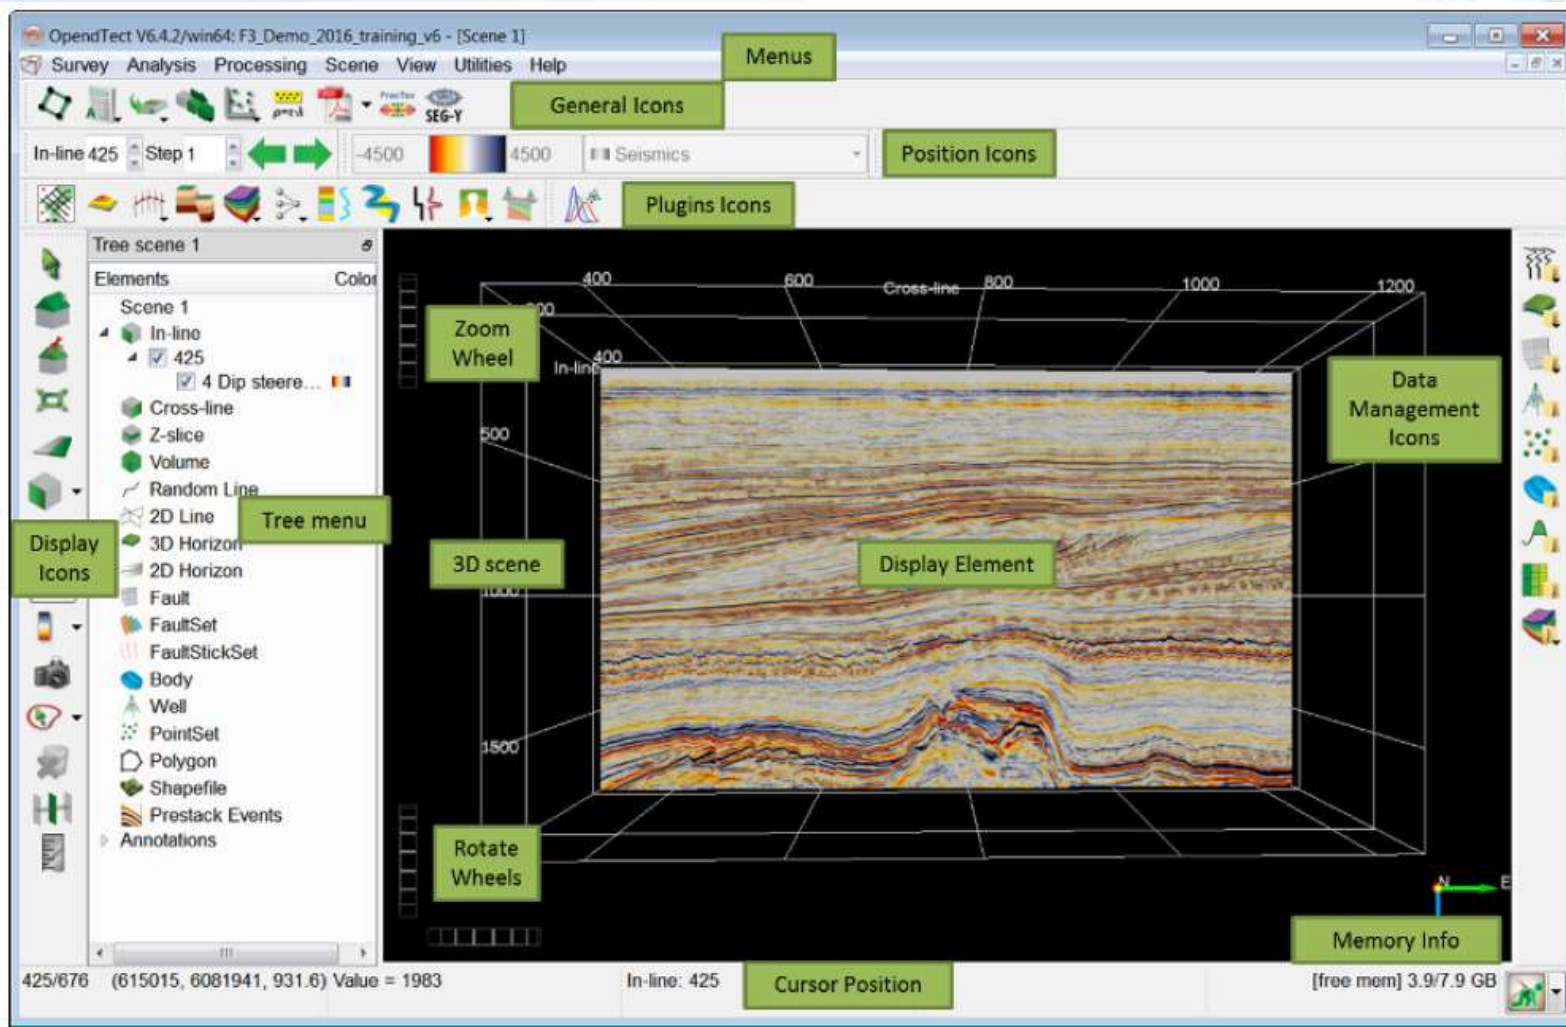 OpendTect V6.4.2/win64: F3_Demo_2016_training_v6 - [Scene 1]
Survey Analysis Processing Scene View Utilities Help
Menus
General Icons
PDF
SEG-Y
In-line 425 Step 1
-4500 4500 Seismics
Position Icons
Plugins Icons
Tree scene 1
Elements Color
Scene 1
In-line
425
4 Dip steere...
Cross-line
Z-slice
Volume
Random Line
2D Line
3D Horizon
2D Horizon
Fault
FaultSet
FaultStickSet
Body
Well
PointSet
Polygon
Shapefile
Prestack Events
Annotations
Tree menu
Display
Icons
400 600 Cross-line 800 1000 1200
Zoom
Wheel
In-line 400
500
3D scene
1000
1500
Display Element
Data
Management
Icons
Rotate
Wheels
N E
Memory Info
425/676 (615015, 6081941, 931.6) Value = 1983
In-line: 425
Cursor Position
[free mem] 3.9/7.9 GB